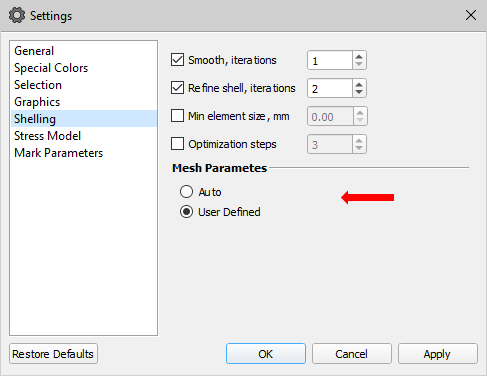 Settings
General
Special Colors
Selection
Graphics
Shelling
Stress Model
Mark Parameters
Smooth, iterations 1
Refine shell, iterations 2
Min element size, mm 0.00
Optimization steps 3
Mesh Parametes
Auto
User Defined
Restore Defaults
OK
Cancel
Apply